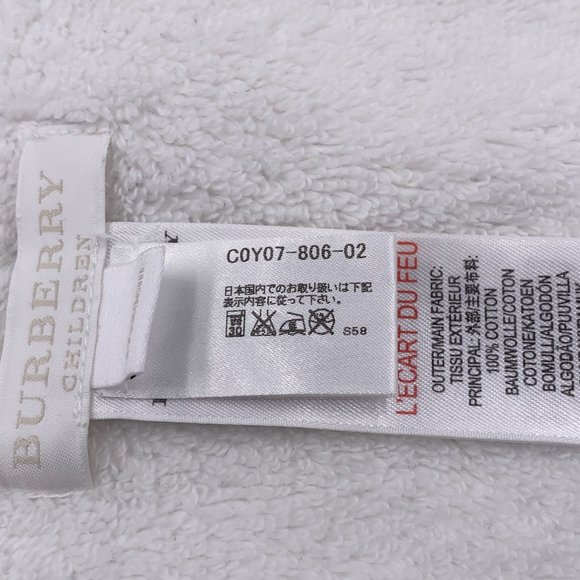 BURBERRY
CHILDREN
C0Y07-806-02
日本国内でのお取り扱いは下記
表示内容に従って下さい。
30
S58
L'ECART DU FEU
OUTER/MAIN FABRIC:
TISSU EXTÉRIEUR
PRINCIPAL:外部主要布料:
100% COTTON
BAUMWOLLE/COTON
COTONE/KATOEN
BOMULL/ALGODÓN
ALGODÃO/PUUVILLA